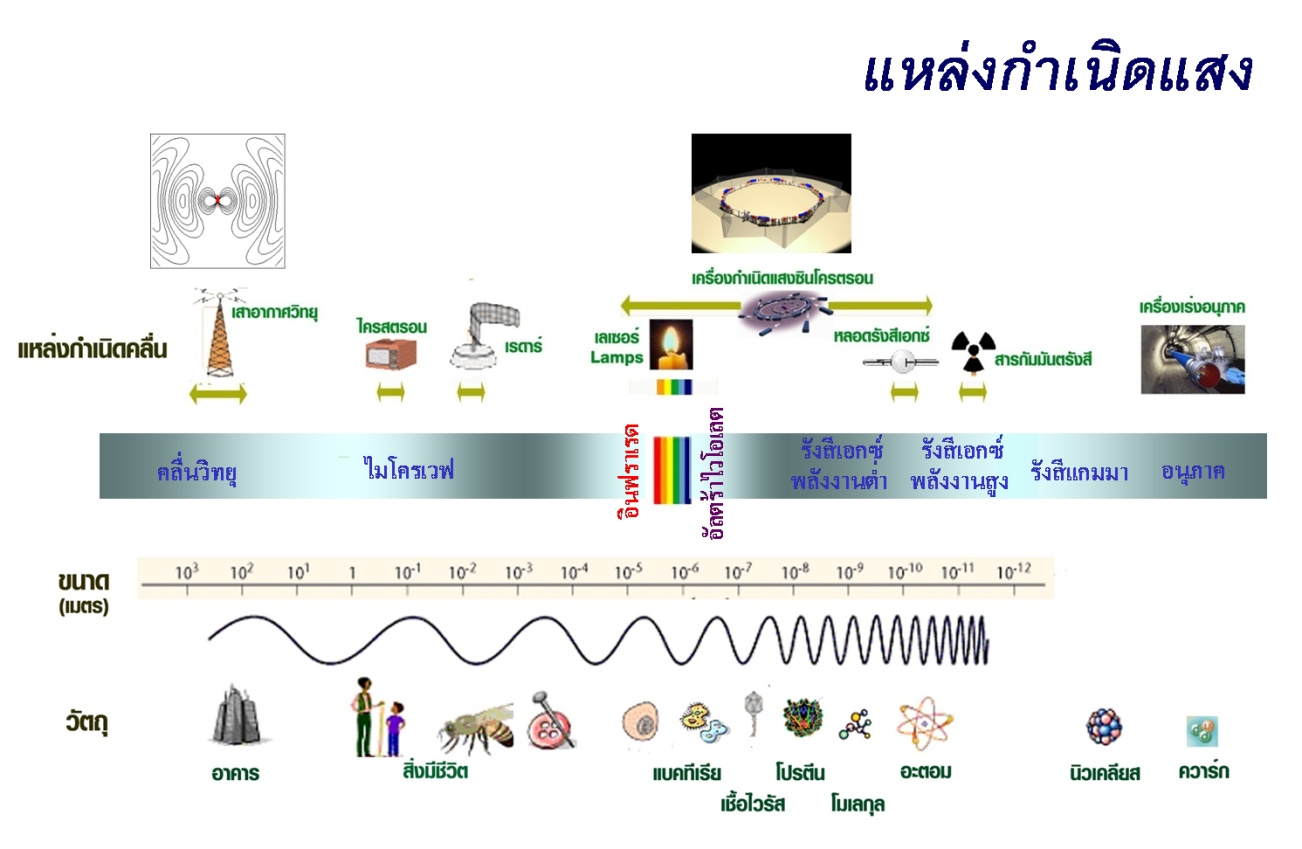 แหล่งกำเนิดแสง
เครื่องกำเนิดแสงซินโครตรอน
เสาอากาศวิทยุ
ไครสตรอน
เรดาร์
เลเซอร์
Lamps
หลอดรังสีเอกซ์
สารกัมมันตรังสี
เครื่องเร่งอนุภาค
แหล่งกำเนิดคลื่น
คลื่นวิทยุ
ไมโครเวฟ
อินฟราเรด
อัลตร้าไวโอเลต
รังสีเอกซ์
พลังงานต่ำ
รังสีเอกซ์
พลังงานสูง
รังสีแกมมา
อนุภาค
ขนาด
(เมตร)
10³ 10² 10¹ 1 10⁻¹ 10⁻² 10⁻³ 10⁻⁴ 10⁻⁵ 10⁻⁶ 10⁻⁷ 10⁻⁸ 10⁻⁹ 10⁻¹⁰ 10⁻¹¹ 10⁻¹²
วัตถุ
อาคาร สิ่งมีชีวิต แบคทีเรีย โปรตีน อะตอม นิวเคลียส ควาร์ก
เชื้อไวรัส โมเลกุล